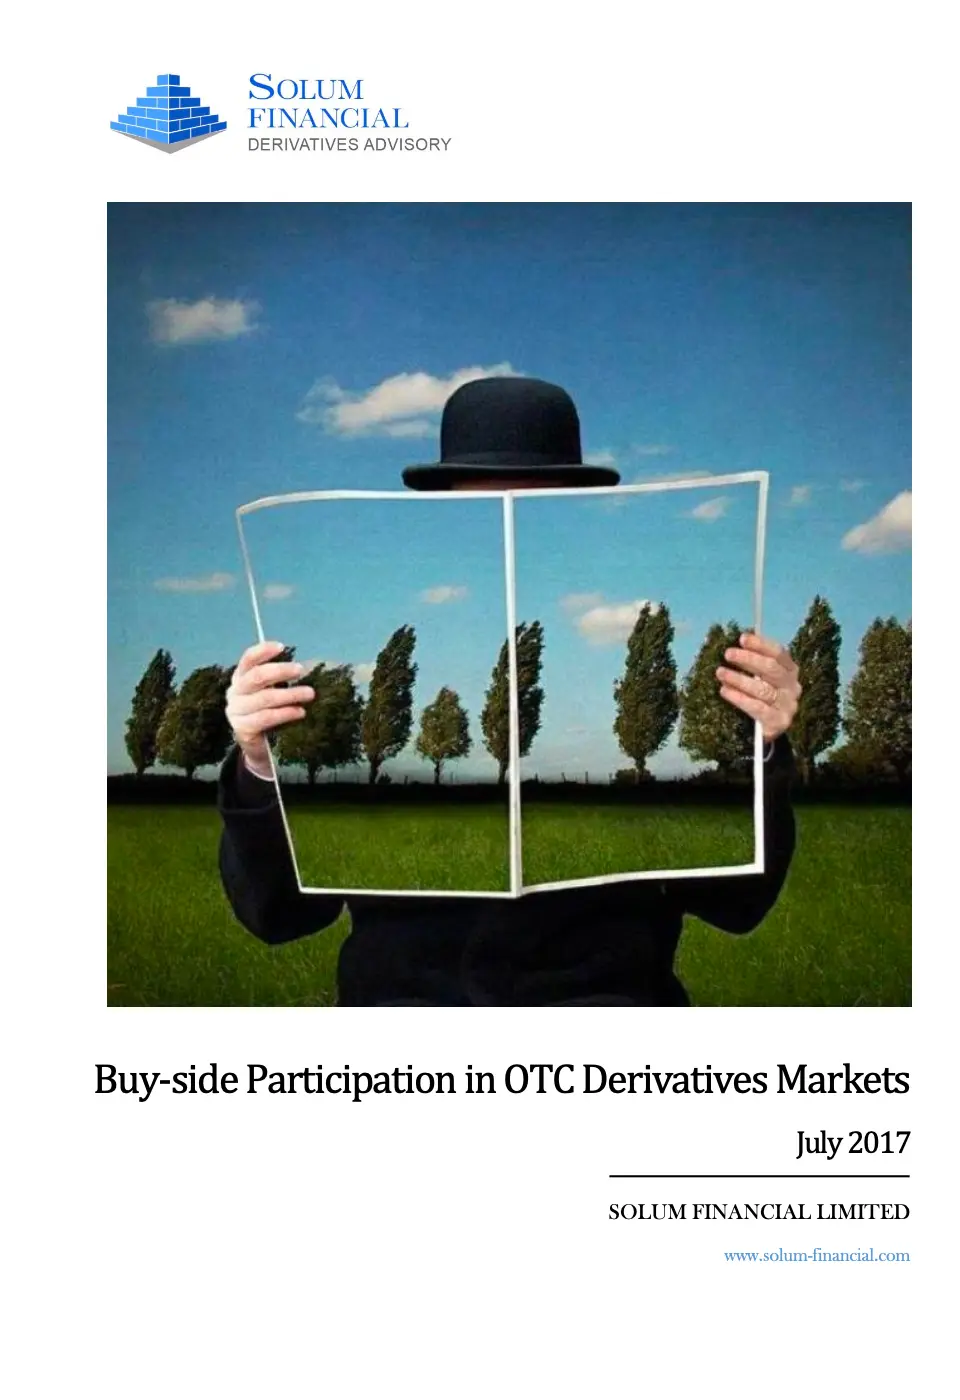 SOLUM
FINANCIAL
DERIVATIVES ADVISORY
Buy-side Participation in OTC Derivatives Markets
July 2017
SOLUM FINANCIAL LIMITED
www.solum-financial.com